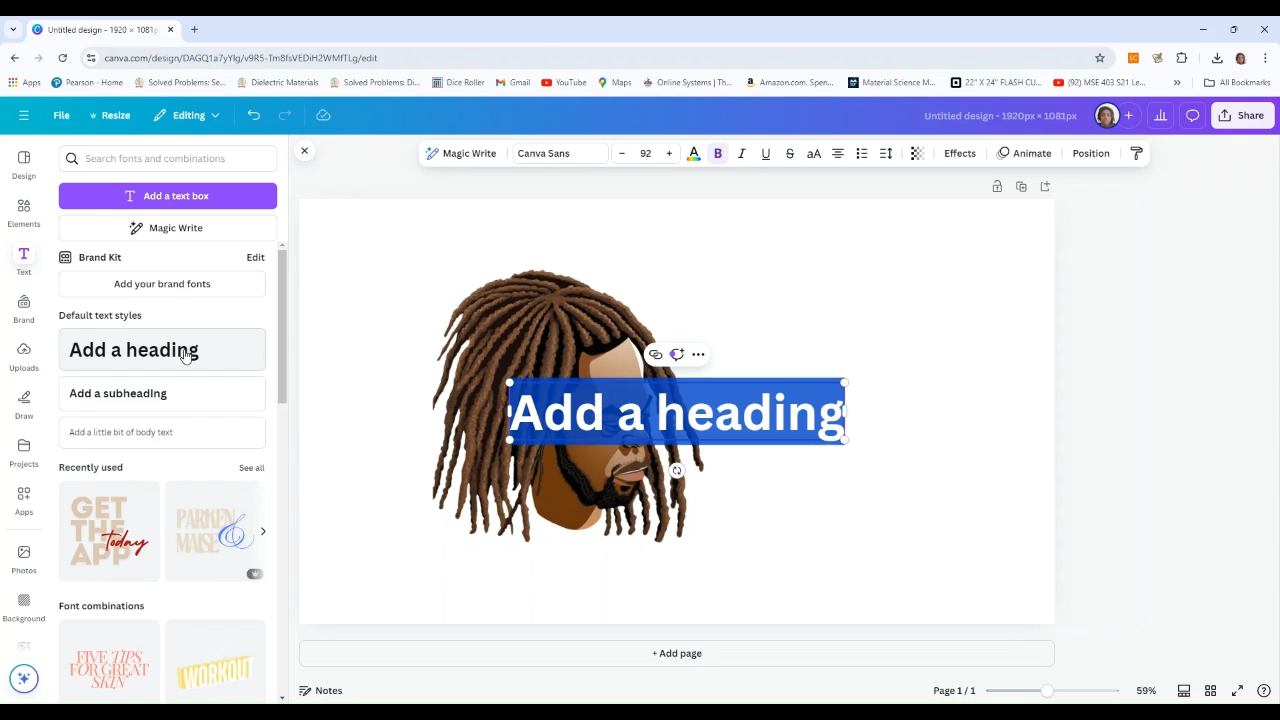 Untitled design - 1920 × 1081p
canva.com/design/DAGQ1a7yYlg/v9R5-Tm8fsVEDiH2WMfTLg/edit
Apps
Pearson - Home
Solved Problems: Se...
Dielectric Materials
Solved Problems: Di...
Dice Roller
Gmail
YouTube
Maps
Online Systems | Th...
Amazon.com. Spen...
Material Science M...
22" X 24" FLASH CU...
(92) MSE 403 S21 Le...
All Bookmarks
File
Resize
Editing
Untitled design - 1920px × 1081px
Share
Design
Elements
Text
Brand
Uploads
Draw
Projects
Apps
Photos
Background
Search fonts and combinations
Add a text box
Magic Write
Brand Kit
Edit
Add your brand fonts
Default text styles
Add a heading
Add a subheading
Add a little bit of body text
Recently used
See all
GET
THE
APP
today
PARKEN
&
MAISE
Font combinations
FIVE TIPS
FOR GREAT
SKIN
WORKOUT
Magic Write
Canva Sans
– 92 +
A
B
I
U
S
aA
Effects
Animate
Position
Add a heading
+ Add page
Notes
Page 1 / 1
59%